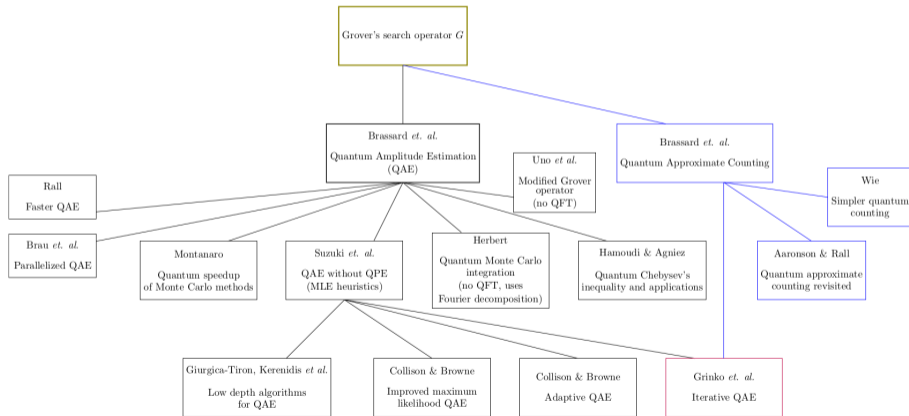 Grover's search operator G
Brassard et. al.
Quantum Amplitude Estimation
(QAE)
Brassard et. al.
Quantum Approximate Counting
Uno et al.
Modified Grover
operator
(no QFT)
Rall
Faster QAE
Wie
Simpler quantum
counting
Brau et. al.
Parallelized QAE
Montanaro
Quantum speedup
of Monte Carlo methods
Suzuki et. al.
QAE without QPE
(MLE heuristics)
Herbert
Quantum Monte Carlo
integration
(no QFT, uses
Fourier decomposition)
Hamoudi & Agniez
Quantum Chebysev's
inequality and applications
Aaronson & Rall
Quantum approximate
counting revisited
Giurgica-Tiron, Kerenidis et al.
Low depth algorithms
for QAE
Collison & Browne
Improved maximum
likelihood QAE
Collison & Browne
Adaptive QAE
Grinko et. al.
Iterative QAE